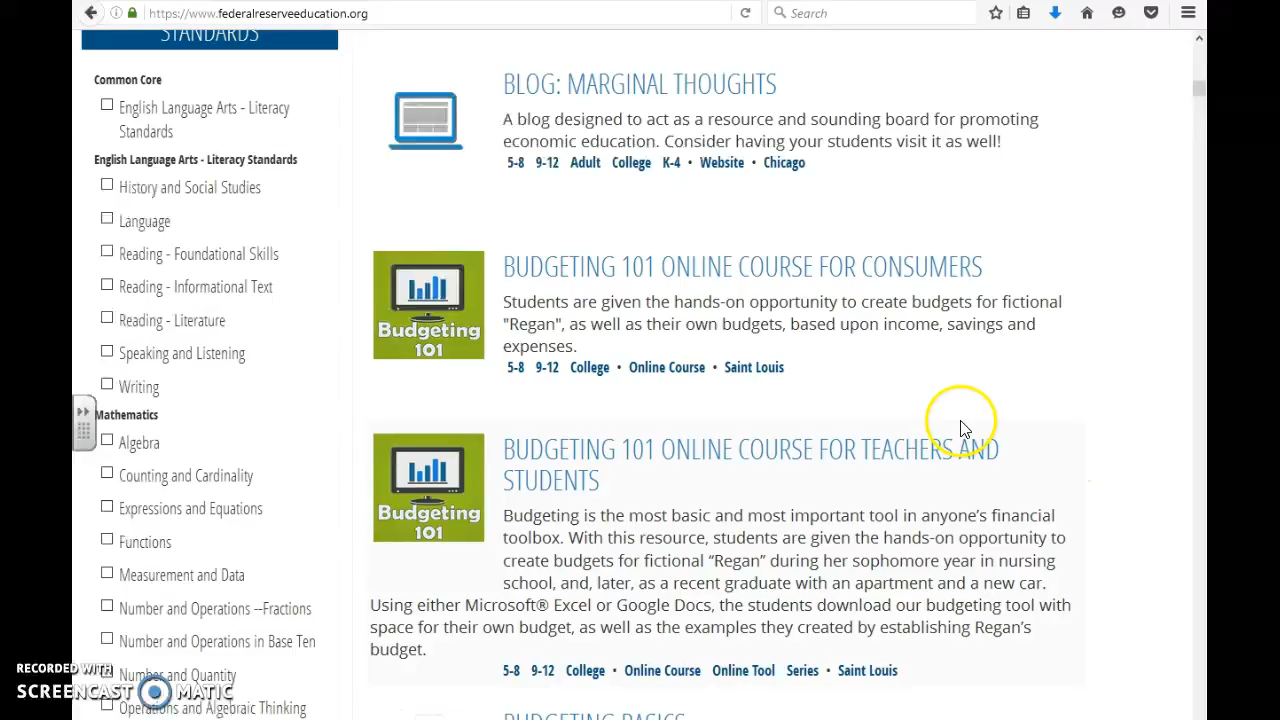 https://www.federalreserveeducation.org
Search
STANDARDS
Common Core
English Language Arts - Literacy
Standards
English Language Arts - Literacy Standards
History and Social Studies
Language
Reading - Foundational Skills
Reading - Informational Text
Reading - Literature
Speaking and Listening
Writing
Mathematics
Algebra
Counting and Cardinality
Expressions and Equations
Functions
Measurement and Data
Number and Operations --Fractions
Number and Operations in Base Ten
Number and Quantity
Operations and Algebraic Thinking
BLOG: MARGINAL THOUGHTS
A blog designed to act as a resource and sounding board for promoting
economic education. Consider having your students visit it as well!
5-8 9-12 Adult College K-4 • Website • Chicago
Budgeting
101
BUDGETING 101 ONLINE COURSE FOR CONSUMERS
Students are given the hands-on opportunity to create budgets for fictional
"Regan", as well as their own budgets, based upon income, savings and
expenses.
5-8 9-12 College • Online Course • Saint Louis
Budgeting
101
BUDGETING 101 ONLINE COURSE FOR TEACHERS AND
STUDENTS
Budgeting is the most basic and most important tool in anyone's financial
toolbox. With this resource, students are given the hands-on opportunity to
create budgets for fictional “Regan” during her sophomore year in nursing
school, and, later, as a recent graduate with an apartment and a new car.
Using either Microsoft® Excel or Google Docs, the students download our budgeting tool with
space for their own budget, as well as the examples they created by establishing Regan's
budget.
5-8 9-12 College • Online Course Online Tool Series • Saint Louis
BUDGETING BASICS
RECORDED WITH
SCREENCAST MATIC